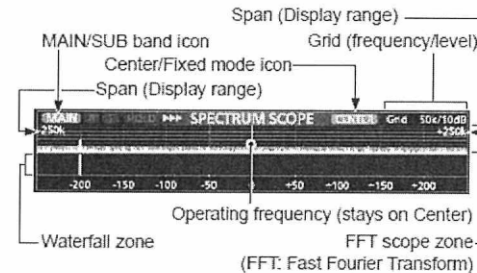 Span (Display range)
MAIN/SUB band icon
Grid (frequency/level)
Center/Fixed mode icon
Span (Display range)
MAIN HOLD ▸▸▸ SPECTRUM SCOPE CENTER Grid 50k/10dB
-250k +250k
-200 -150 -100 -50 +50 +100 +150 +200
Operating frequency (stays on Center)
Waterfall zone
FFT scope zone
(FFT: Fast Fourier Transform)